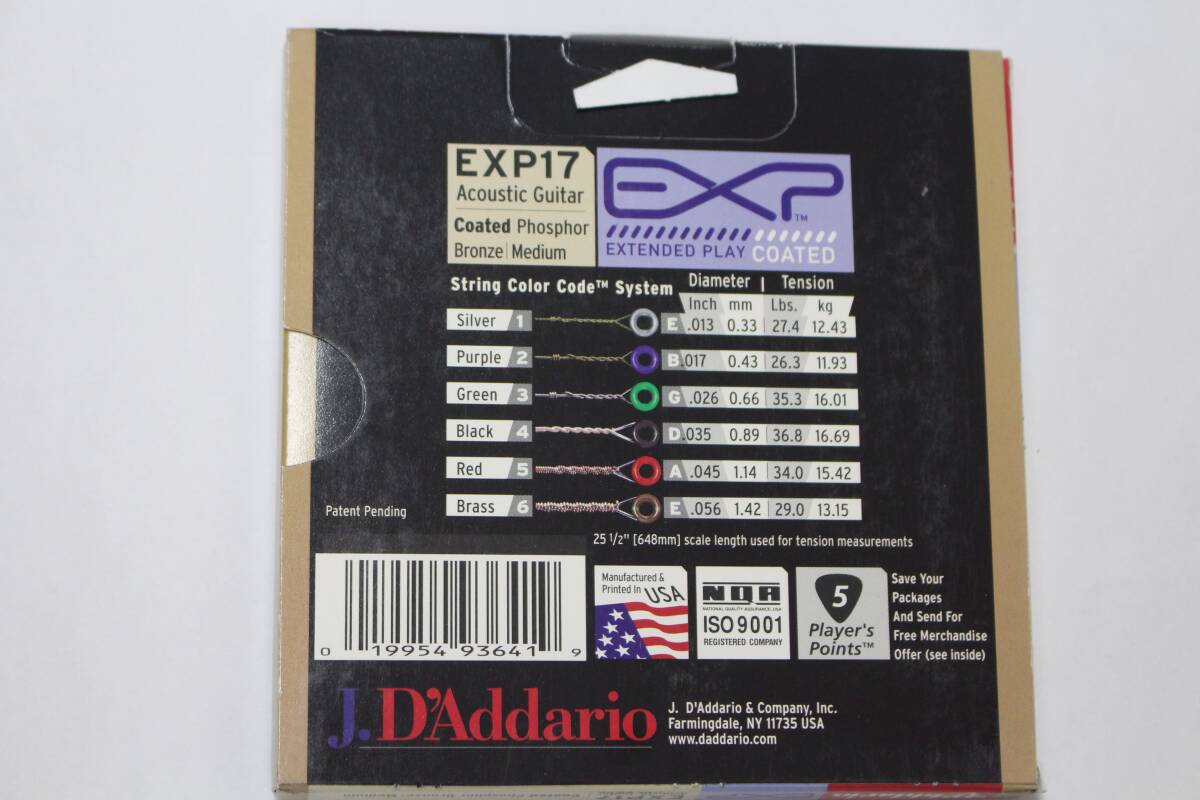 EXP17
Acoustic Guitar
Coated Phosphor
Bronze | Medium
EXP™
EXTENDED PLAY COATED
String Color Code™ System
Diameter | Tension
Inch mm Lbs. kg
Silver 1 E .013 0.33 27.4 12.43
Purple 2 B .017 0.43 26.3 11.93
Green 3 G .026 0.66 35.3 16.01
Black 4 D .035 0.89 36.8 16.69
Red 5 A .045 1.14 34.0 15.42
Brass 6 E .056 1.42 29.0 13.15
Patent Pending
25 1/2" [648mm] scale length used for tension measurements
0 19954 93641 9
Manufactured &
Printed in USA
NQA
NATIONAL QUALITY ASSURANCE, USA
ISO 9001
REGISTERED COMPANY
5
Player's
Points™
Save Your
Packages
And Send For
Free Merchandise
Offer (see inside)
J. D'Addario
J. D'Addario & Company, Inc.
Farmingdale, NY 11735 USA
www.daddario.com